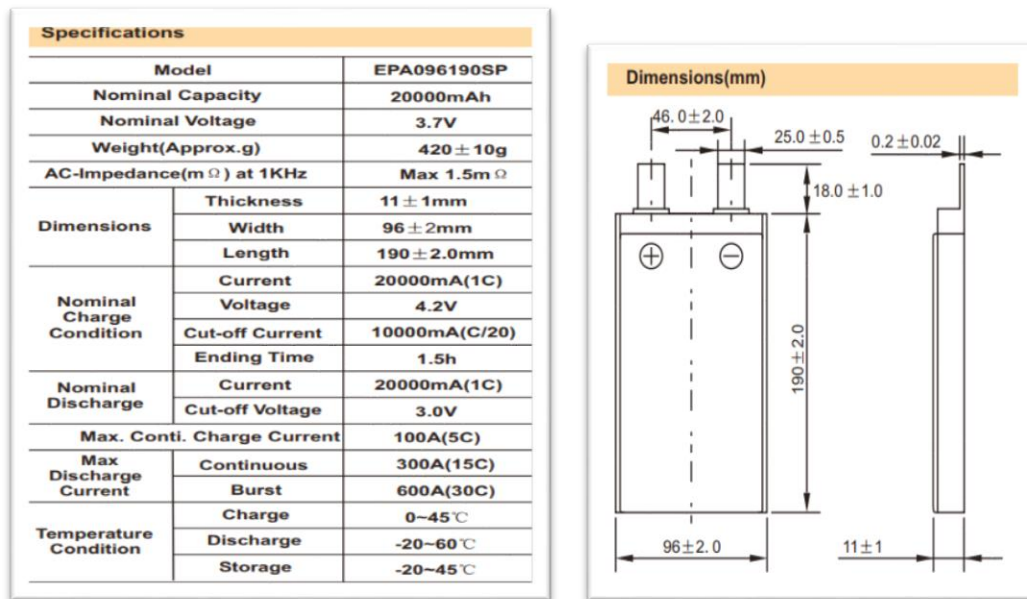 Specifications
Model EPA096190SP
Nominal Capacity 20000mAh
Nominal Voltage 3.7V
Weight(Approx.g) 420±10g
AC-Impedance(mΩ) at 1KHz Max 1.5mΩ
Dimensions
Thickness 11±1mm
Width 96±2mm
Length 190±2.0mm
Nominal
Charge
Condition
Current 20000mA(1C)
Voltage 4.2V
Cut-off Current 10000mA(C/20)
Ending Time 1.5h
Nominal
Discharge
Current 20000mA(1C)
Cut-off Voltage 3.0V
Max. Conti. Charge Current 100A(5C)
Max
Discharge
Current
Continuous 300A(15C)
Burst 600A(30C)
Temperature
Condition
Charge 0~45℃
Discharge -20~60℃
Storage -20~45℃
Dimensions(mm)
46.0±2.0
25.0±0.5
0.2±0.02
18.0±1.0
+ −
190±2.0
96±2.0
11±1